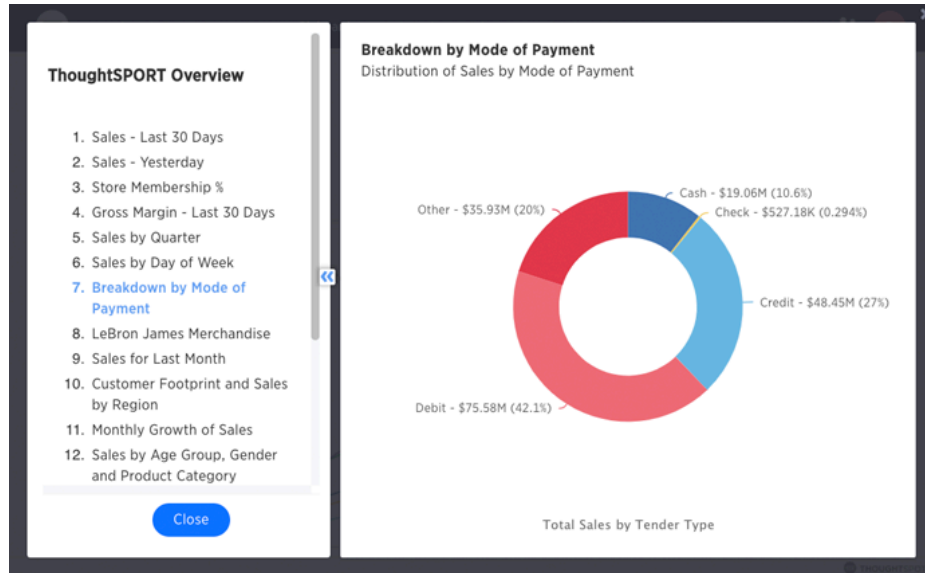 ThoughtSPORT Overview
1. Sales - Last 30 Days
2. Sales - Yesterday
3. Store Membership %
4. Gross Margin - Last 30 Days
5. Sales by Quarter
6. Sales by Day of Week
7. Breakdown by Mode of
Payment
8. LeBron James Merchandise
9. Sales for Last Month
10. Customer Footprint and Sales
by Region
11. Monthly Growth of Sales
12. Sales by Age Group, Gender
and Product Category
Close
Breakdown by Mode of Payment
Distribution of Sales by Mode of Payment
Cash - $19.06M (10.6%)
Other - $35.93M (20%)
Check - $527.18K (0.294%)
Credit - $48.45M (27%)
Debit - $75.58M (42.1%)
Total Sales by Tender Type